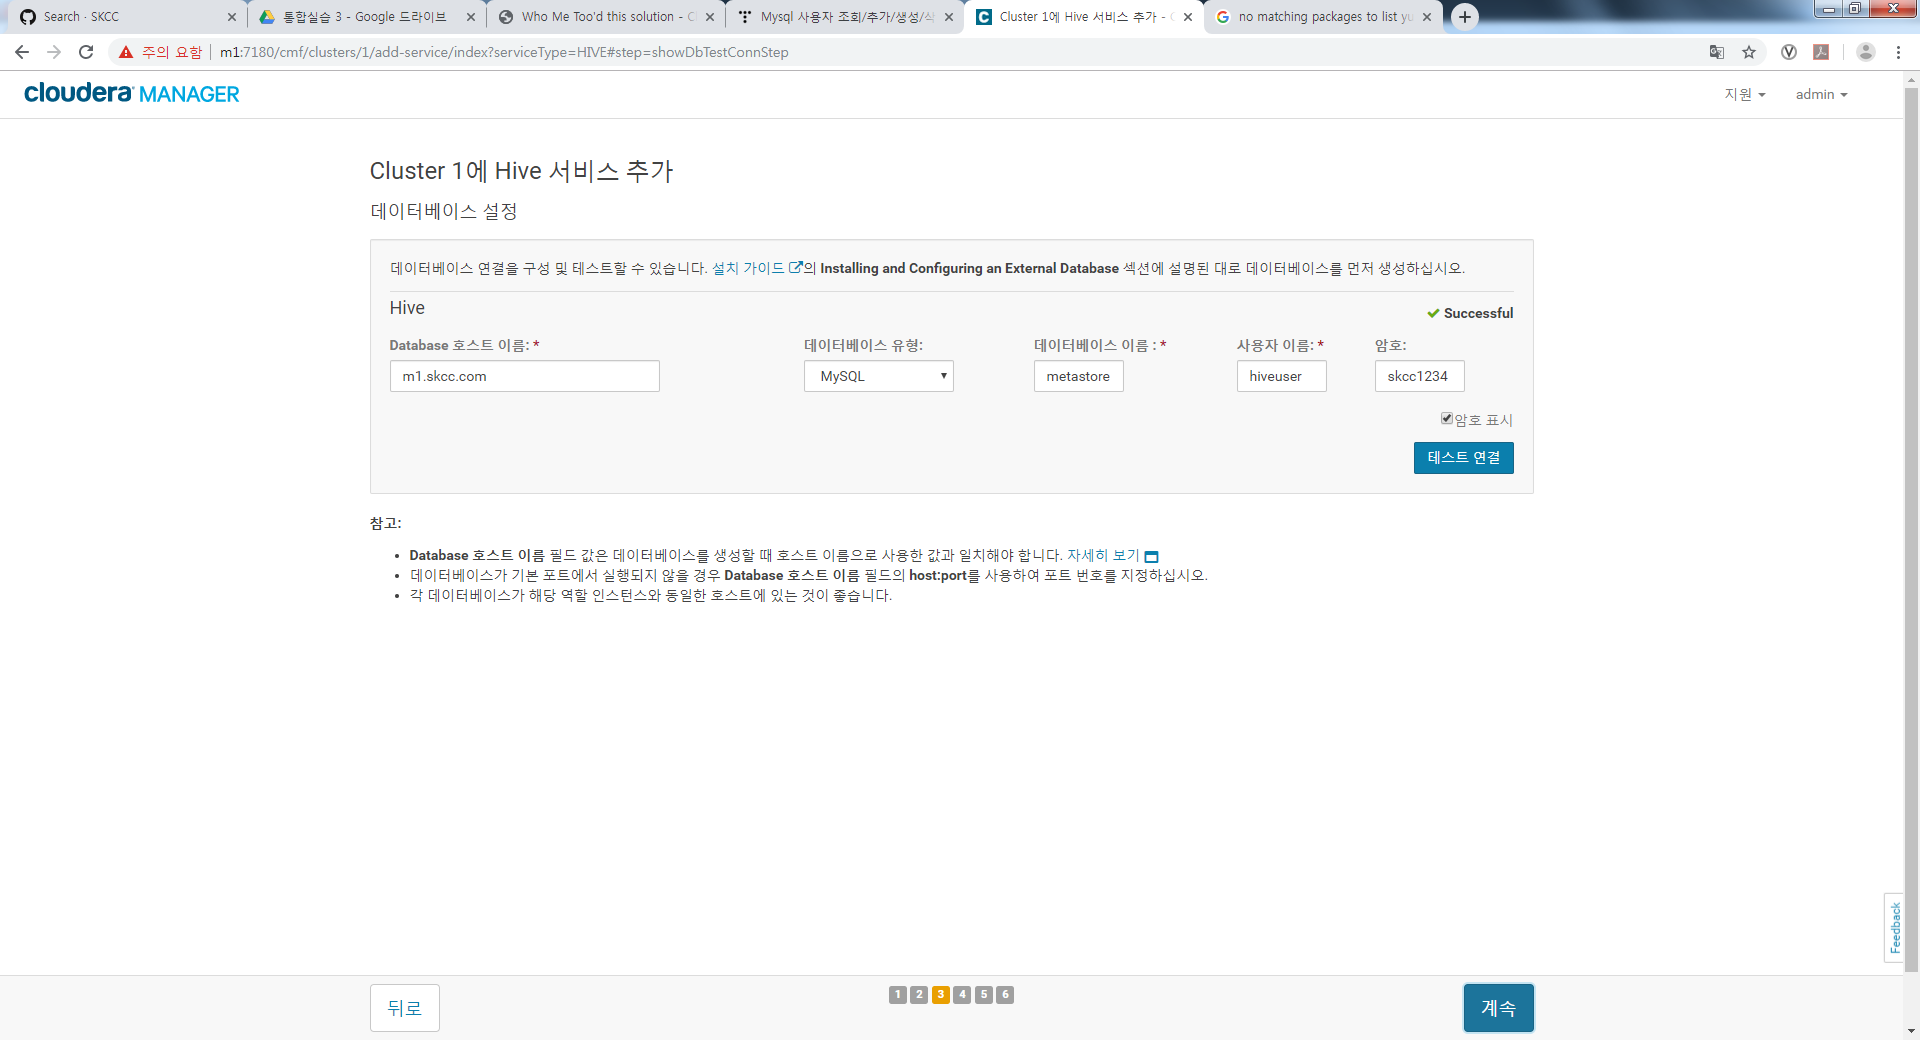 Search · SKCC
통합실습 3 - Google 드라이브
Who Me Too'd this solution - Cl
Mysql 사용자 조회/추가/생성/삭
Cluster 1에 Hive 서비스 추가 - C
no matching packages to list yu
주의 요함
m1:7180/cmf/clusters/1/add-service/index?serviceType=HIVE#step=showDbTestConnStep
cloudera MANAGER
지원
admin
Cluster 1에 Hive 서비스 추가
데이터베이스 설정
데이터베이스 연결을 구성 및 테스트할 수 있습니다. 설치 가이드의 Installing and Configuring an External Database 섹션에 설명된 대로 데이터베이스를 먼저 생성하십시오.
Hive
Successful
Database 호스트 이름: *
데이터베이스 유형:
데이터베이스 이름 : *
사용자 이름: *
암호:
m1.skcc.com
MySQL
metastore
hiveuser
skcc1234
암호 표시
테스트 연결
참고:
• Database 호스트 이름 필드 값은 데이터베이스를 생성할 때 호스트 이름으로 사용한 값과 일치해야 합니다. 자세히 보기
• 데이터베이스가 기본 포트에서 실행되지 않을 경우 Database 호스트 이름 필드의 host:port를 사용하여 포트 번호를 지정하십시오.
• 각 데이터베이스가 해당 역할 인스턴스와 동일한 호스트에 있는 것이 좋습니다.
Feedback
뒤로
1 2 3 4 5 6
계속